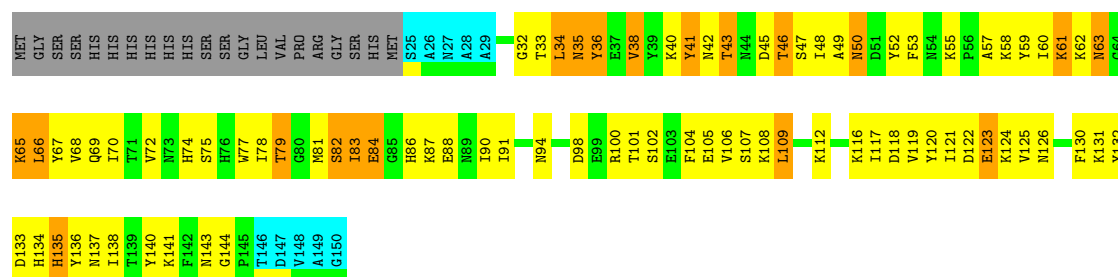 MET GLY SER SER HIS HIS HIS HIS HIS HIS SER SER GLY LEU VAL PRO ARG GLY SER HIS MET S25 A26 N27 A28 A29 G32 T33 L34 N35 Y36 E37 V38 Y39 K40 Y41 N42 T43 N44 D45 T46 S47 I48 A49 N50 D51 Y52 F53 N54 K55 P56 A57 K58 Y59 I60 K61 K62 N63 G64
K65 L66 Y67 V68 Q69 I70 T71 V72 N73 H74 S75 H76 W77 I78 T79 G80 M81 S82 I83 E84 G85 H86 K87 E88 N89 I90 I91 N94 D98 E99 R100 T101 S102 E103 F104 E105 V106 S107 K108 L109 K112 K116 I117 D118 V119 Y120 I121 D122 E123 K124 V125 N126 F130 K131
D133 H134 H135 Y136 N137 I138 T139 Y140 K141 F142 N143 G144 P145 T146 D147 V148 A149 G150